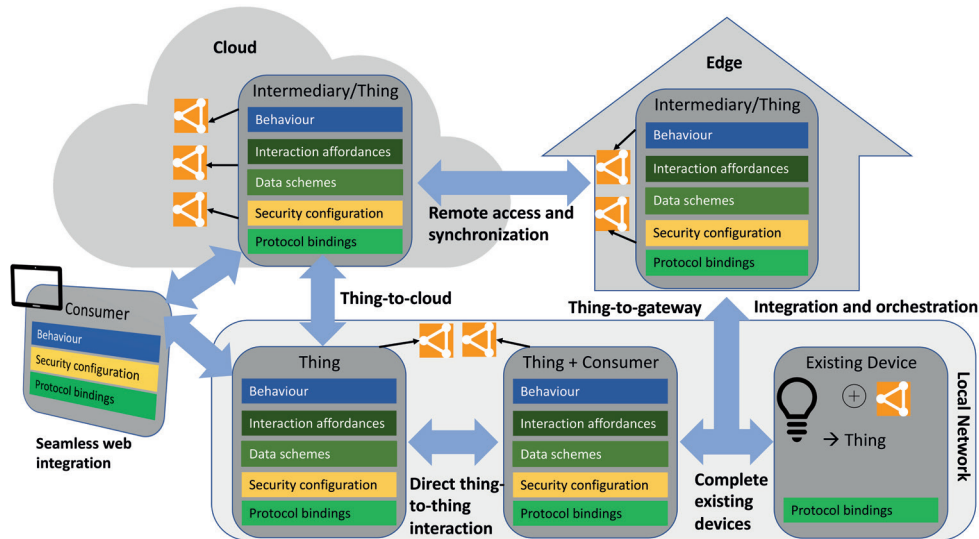 Cloud
Intermediary/Thing
Behaviour
Interaction affordances
Data schemes
Security configuration
Protocol bindings
Edge
Intermediary/Thing
Behaviour
Interaction affordances
Data schemes
Security configuration
Protocol bindings
Remote access and
synchronization
Thing-to-cloud
Thing-to-gateway
Integration and orchestration
Consumer
Behaviour
Security configuration
Protocol bindings
Seamless web
integration
Thing
Behaviour
Interaction affordances
Data schemes
Security configuration
Protocol bindings
Direct thing-
to-thing
interaction
Thing + Consumer
Behaviour
Interaction affordances
Data schemes
Security configuration
Protocol bindings
Complete
existing
devices
Existing Device
+
→ Thing
Protocol bindings
Local Network